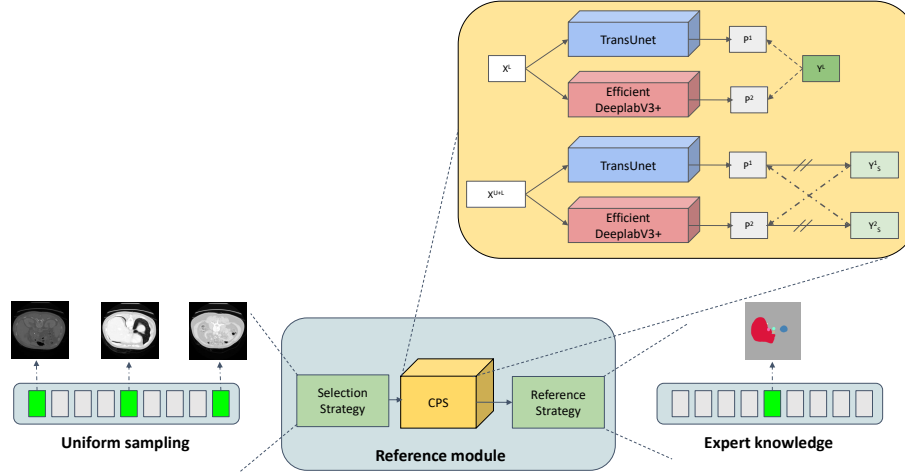 TransUnet
P¹
Xᴸ
Yᴸ
Efficient
DeeplabV3+
P²
TransUnet
P¹
Y¹s
Xᵁ⁺ᴸ
Efficient
DeeplabV3+
P²
Y²s
Selection
Strategy
CPS
Reference
Strategy
Uniform sampling
Reference module
Expert knowledge